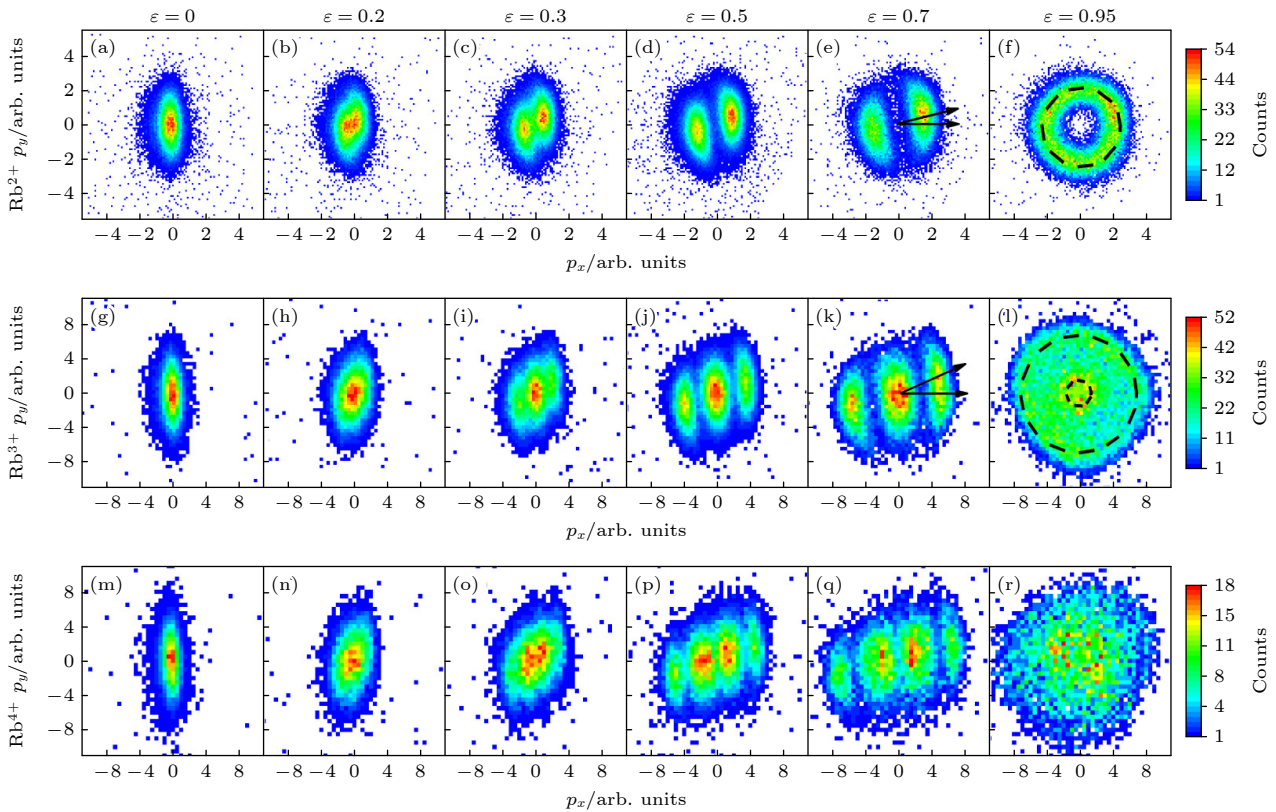 ε = 0 ε = 0.2 ε = 0.3 ε = 0.5 ε = 0.7 ε = 0.95
(a) (b) (c) (d) (e) (f)
Rb²⁺ p_y/arb. units
4
2
0
−2
−4
−4 −2 0 2 4 −4 −2 0 2 4 −4 −2 0 2 4 −4 −2 0 2 4 −4 −2 0 2 4 −4 −2 0 2 4
p_x/arb. units
54
44
34
22
12
1
Counts
(g) (h) (i) (j) (k) (l)
Rb³⁺ p_y/arb. units
8
4
0
−4
−8
−8 −4 0 4 8 −8 −4 0 4 8 −8 −4 0 4 8 −8 −4 0 4 8 −8 −4 0 4 8 −8 −4 0 4 8
p_x/arb. units
52
42
32
22
11
1
Counts
(m) (n) (o) (p) (q) (r)
Rb⁴⁺ p_y/arb. units
8
4
0
−4
−8
−8 −4 0 4 8 −8 −4 0 4 8 −8 −4 0 4 8 −8 −4 0 4 8 −8 −4 0 4 8 −8 −4 0 4 8
p_x/arb. units
18
15
11
8
4
1
Counts